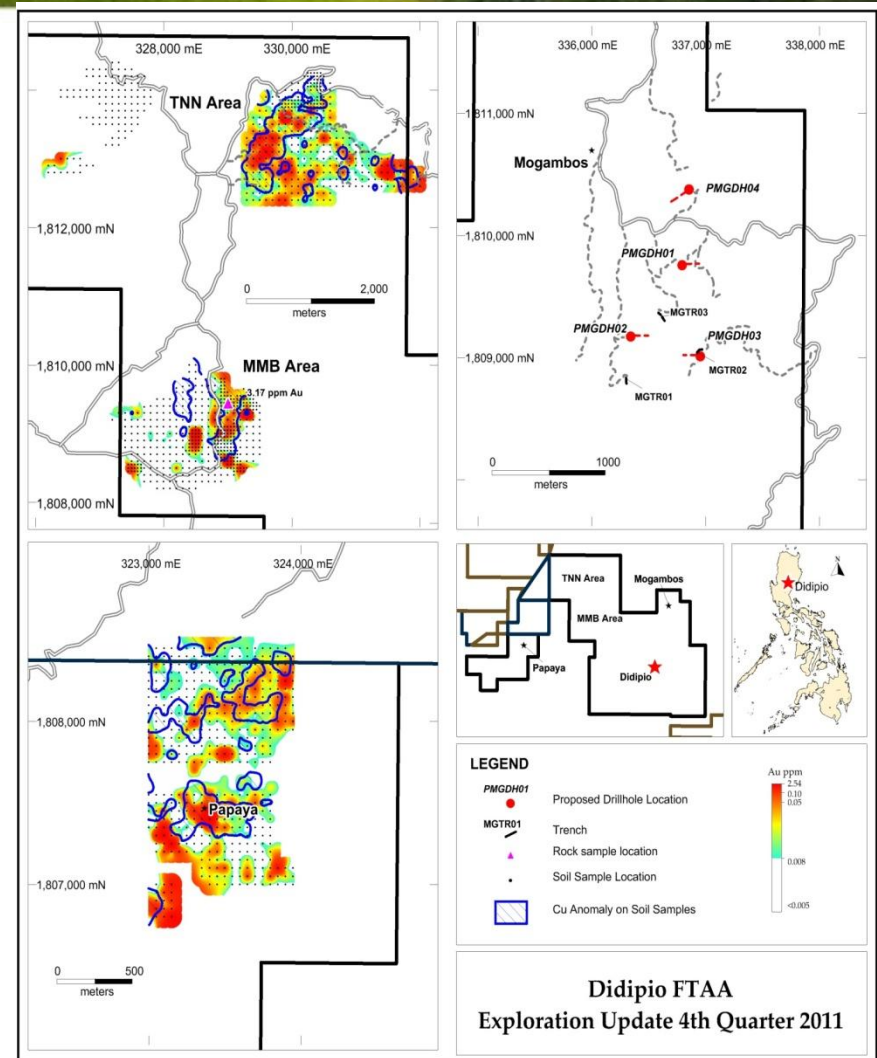 328,000 mE
330,000 mE
TNN Area
1,812,000 mN
0
2,000
meters
1,810,000 mN
MMB Area
3.17 ppm Au
1,808,000 mN
336,000 mE
337,000 mE
338,000 mE
1,811,000 mN
Mogambos
PMGDH04
1,810,000 mN
PMGDH01
MGTR03
PMGDH02
PMGDH03
1,809,000 mN
MGTR02
MGTR01
0
1000
meters
323,000 mE
324,000 mE
1,808,000 mN
Papaya
1,807,000 mN
0
500
meters
TNN Area
Mogambos
MMB Area
Papaya
Didipio
N
Didipio
LEGEND
PMGDH01
Proposed Drillhole Location
MGTR01
Trench
Rock sample location
Soil Sample Location
Cu Anomaly on Soil Samples
Au ppm
2.54
0.10
0.05
0.008
<0.005
Didipio FTAA
Exploration Update 4th Quarter 2011